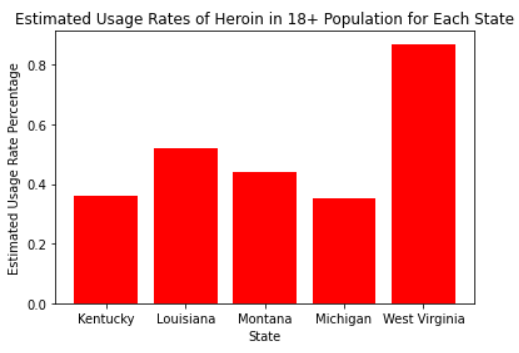 Estimated Usage Rates of Heroin in 18+ Population for Each State
Estimated Usage Rate Percentage
0.8
0.6
0.4
0.2
0.0
Kentucky Louisiana Montana Michigan West Virginia
State